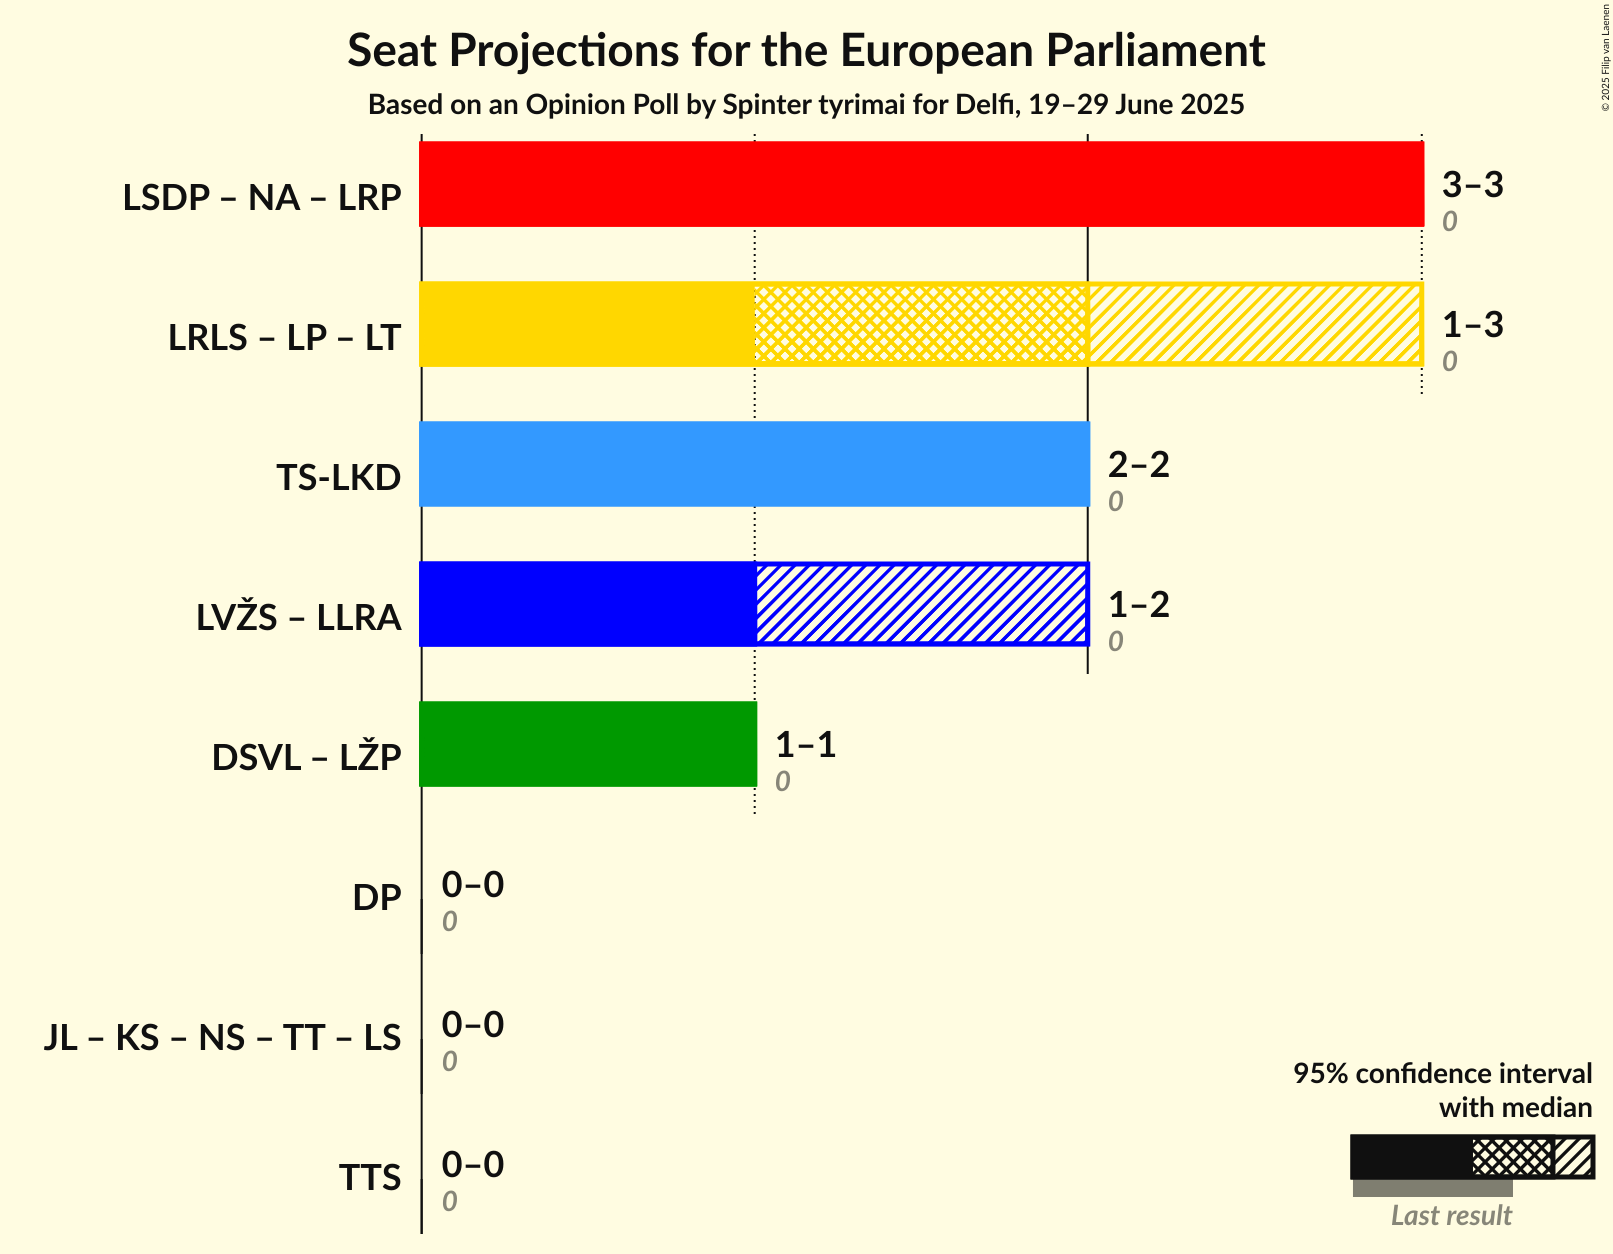 Seat Projections for the European Parliament
Based on an Opinion Poll by Spinter tyrimai for Delfi, 19–29 June 2025
© 2025 Filip van Laenen
LSDP – NA – LRP
3–3
0
LRLS – LP – LT
1–3
0
TS-LKD
2–2
0
LVŽS – LLRA
1–2
0
DSVL – LŽP
1–1
0
DP
0–0
0
JL – KS – NS – TT – LS
0–0
0
TTS
0–0
0
95% confidence interval
with median
Last result